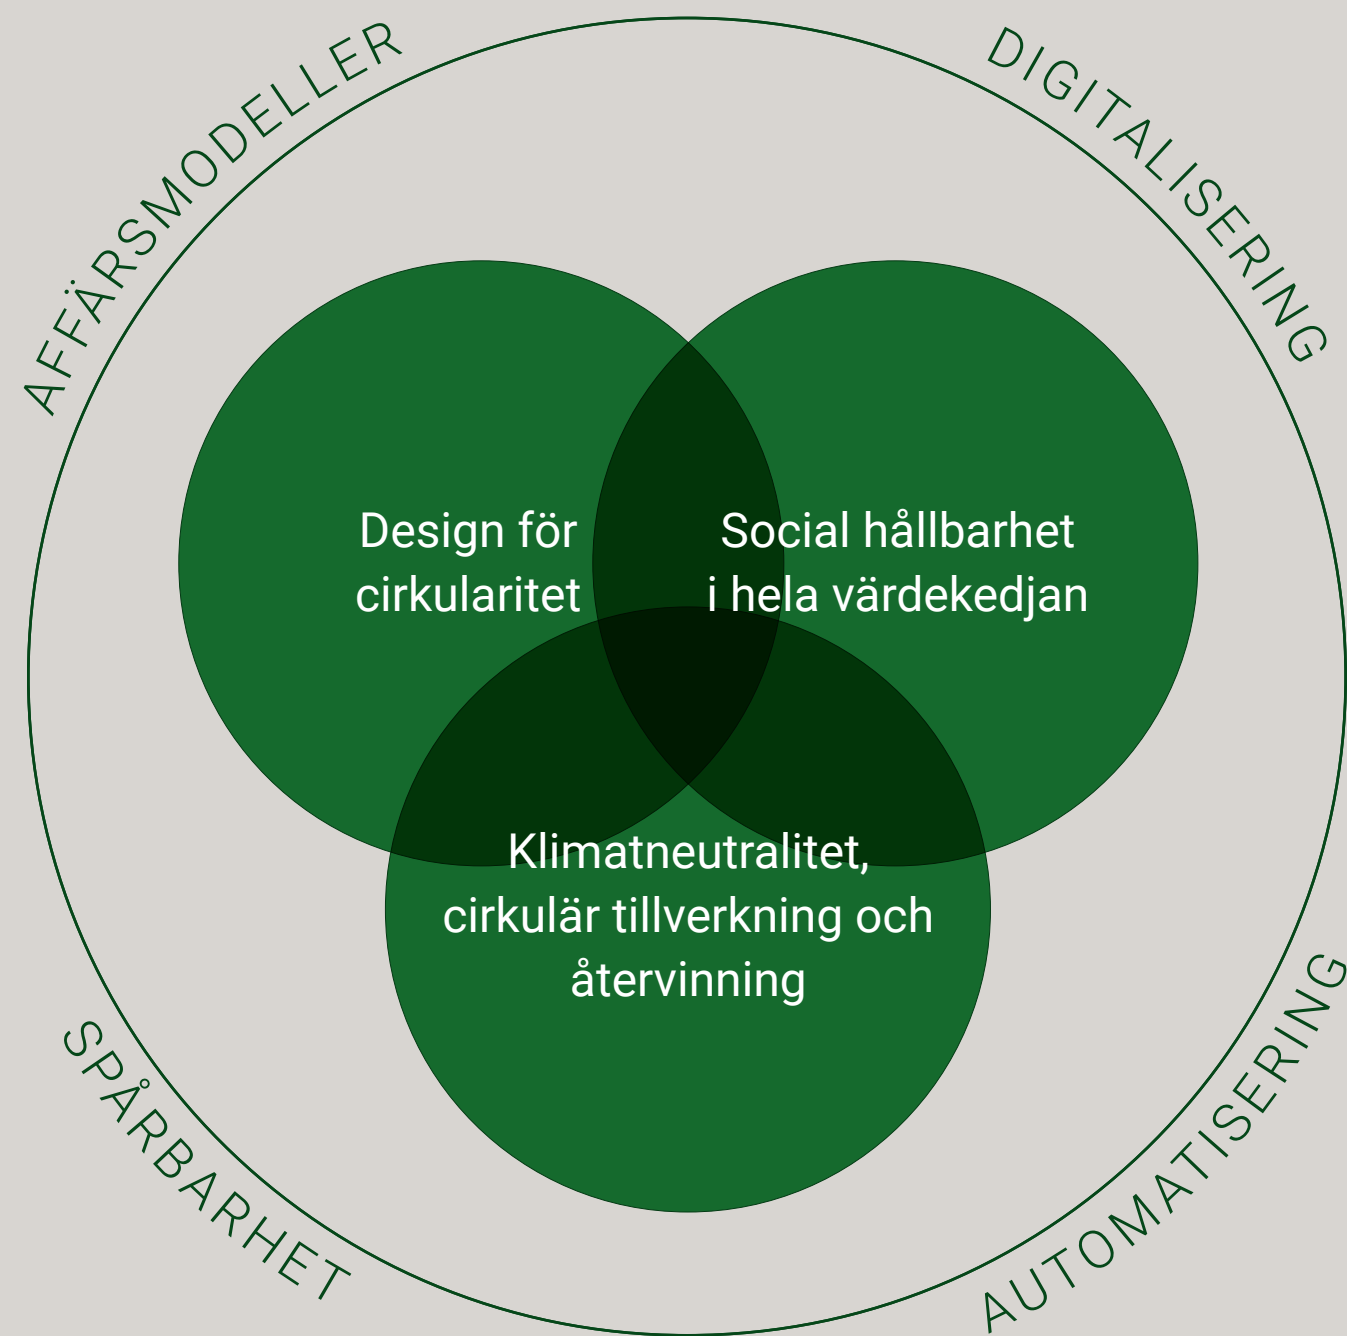 AFFÄRSMODELLER
DIGITALISERING
Design för
cirkularitet
Social hållbarhet
i hela värdekedjan
Klimatneutralitet,
cirkulär tillverkning och
återvinning
SPÅRBARHET
AUTOMATISERING